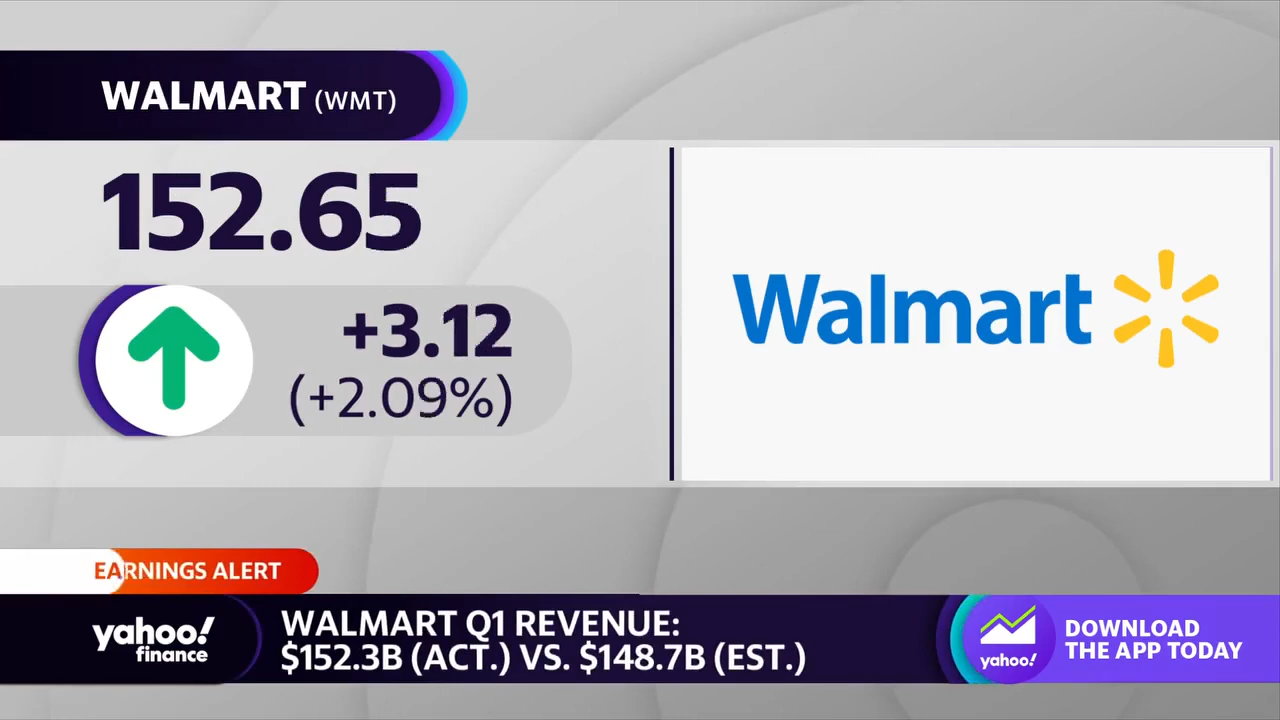 WALMART (WMT)
152.65
+3.12
(+2.09%)
Walmart
EARNINGS ALERT
yahoo!
finance
WALMART Q1 REVENUE:
$152.3B (ACT.) VS. $148.7B (EST.)
yahoo!
DOWNLOAD
THE APP TODAY